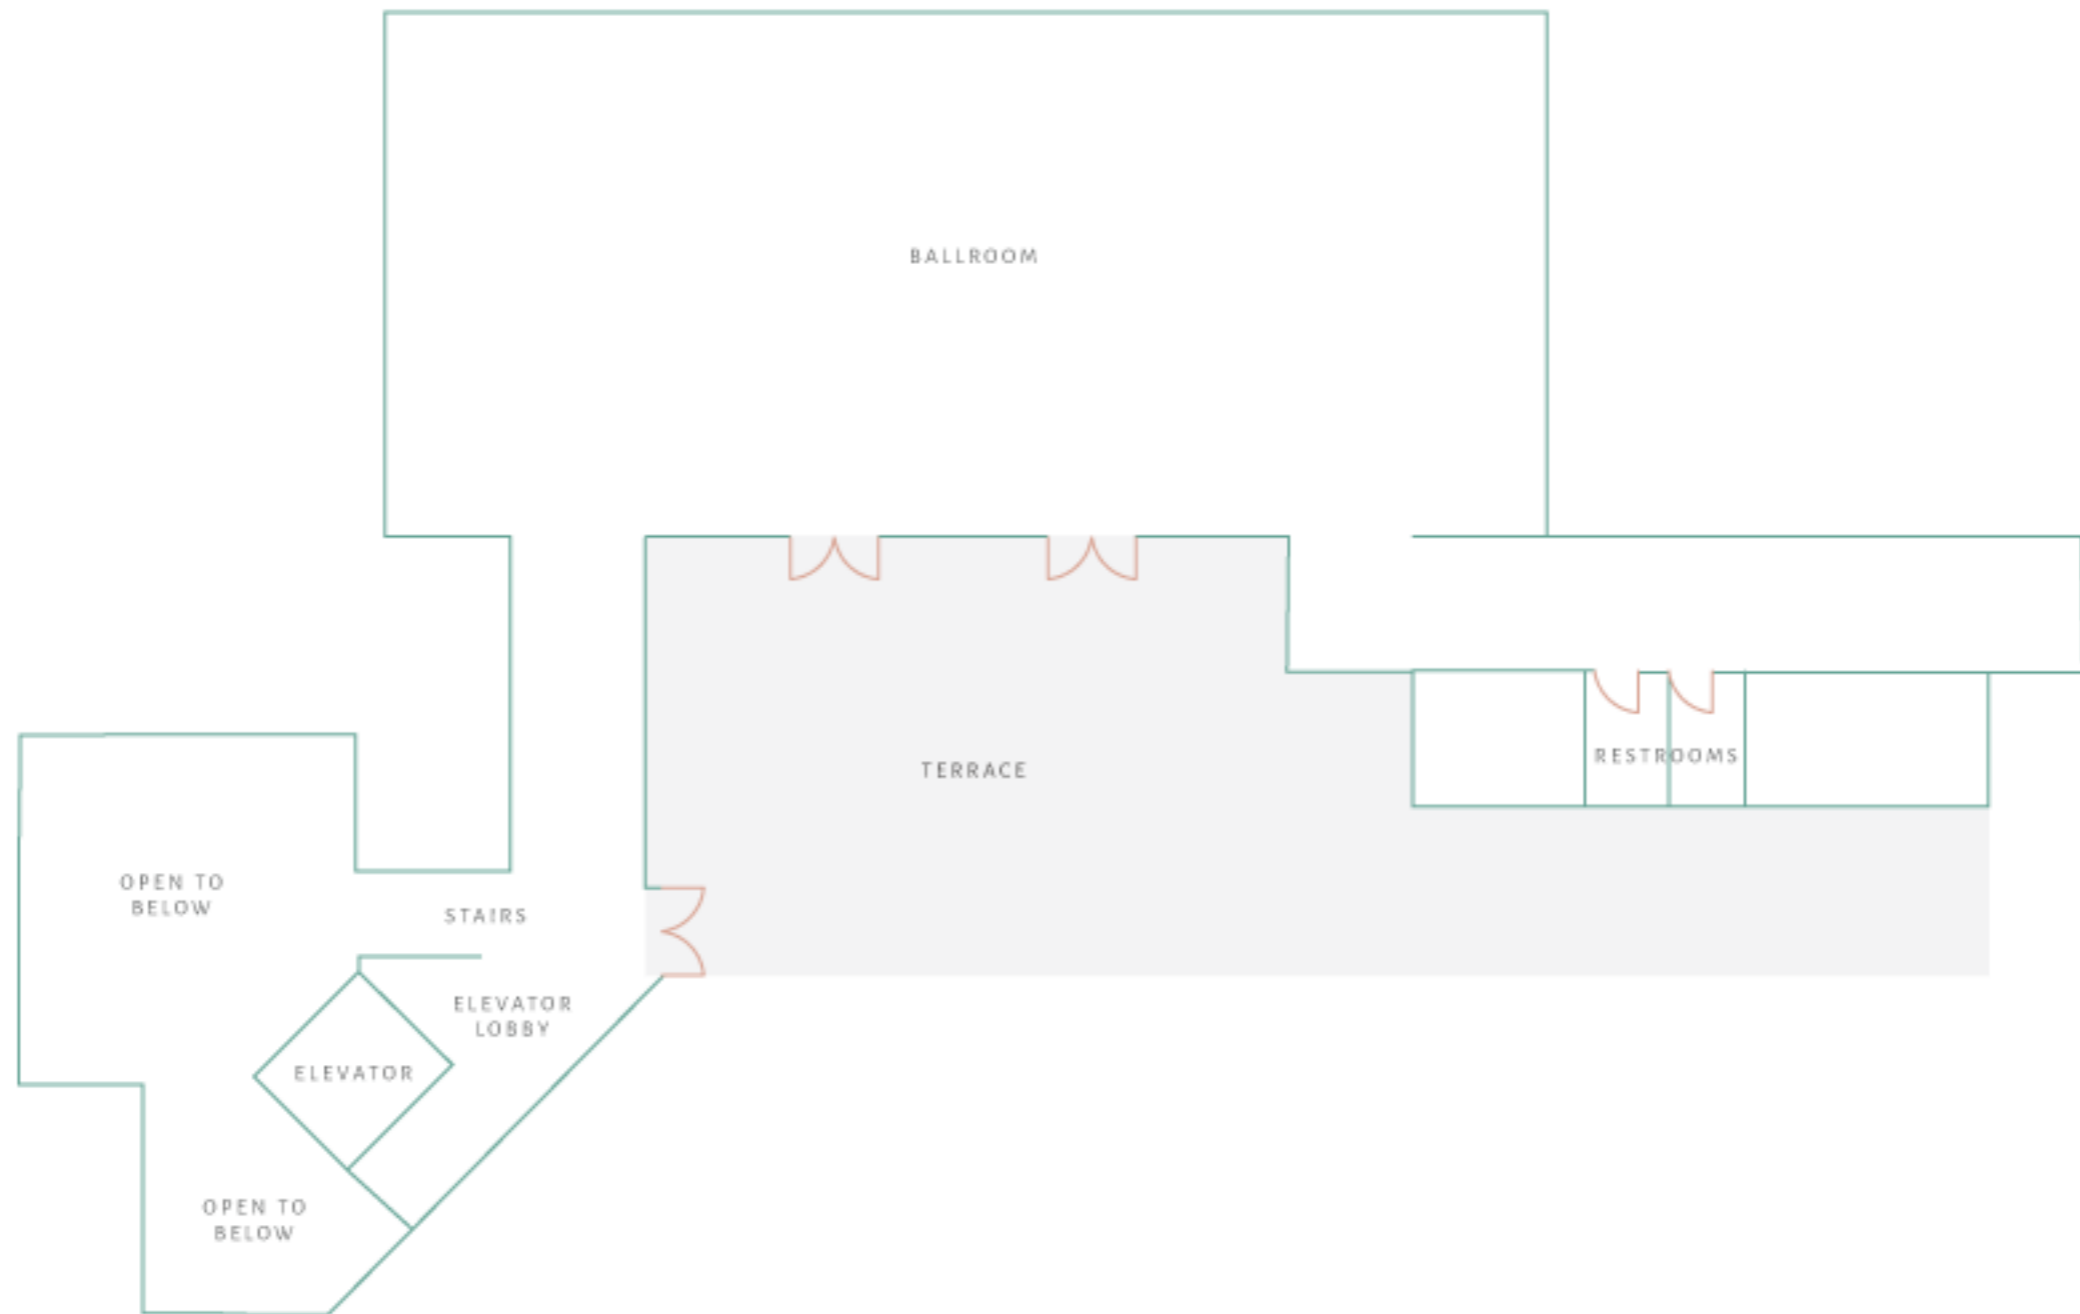 BALLROOM
TERRACE
RESTROOMS
OPEN TO
BELOW
STAIRS
ELEVATOR
LOBBY
ELEVATOR
OPEN TO
BELOW